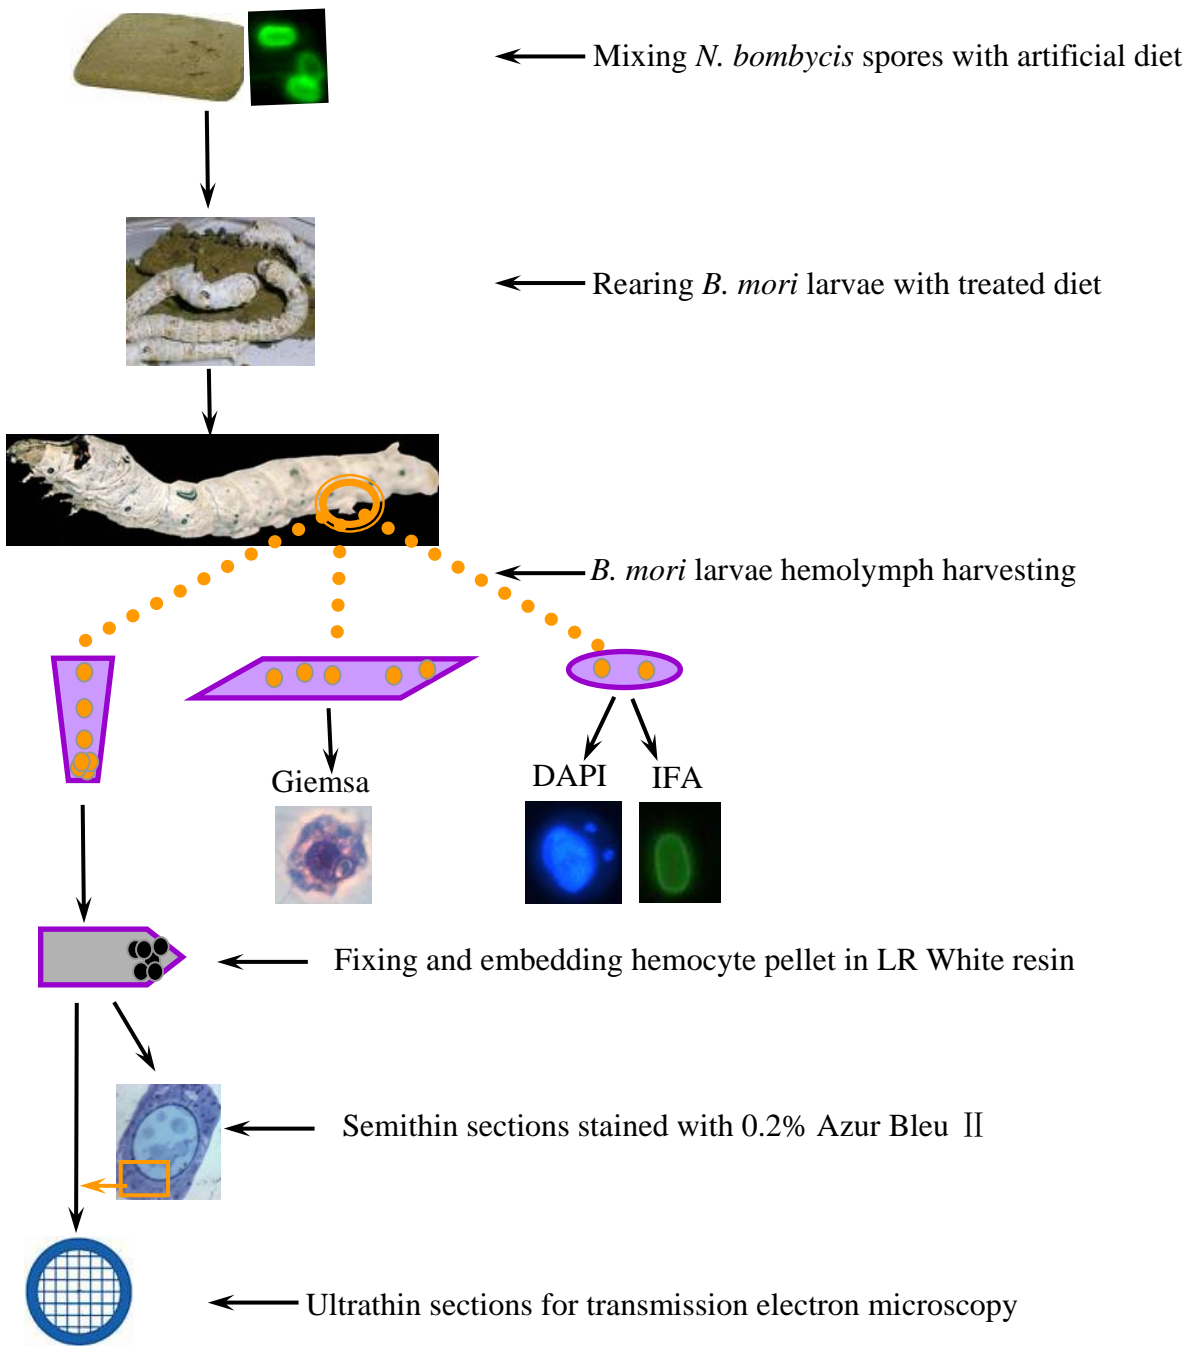 Mixing N. bombycis spores with artificial diet
Rearing B. mori larvae with treated diet
B. mori larvae hemolymph harvesting
Giemsa
DAPI
IFA
Fixing and embedding hemocyte pellet in LR White resin
Semithin sections stained with 0.2% Azur Bleu Ⅱ
Ultrathin sections for transmission electron microscopy